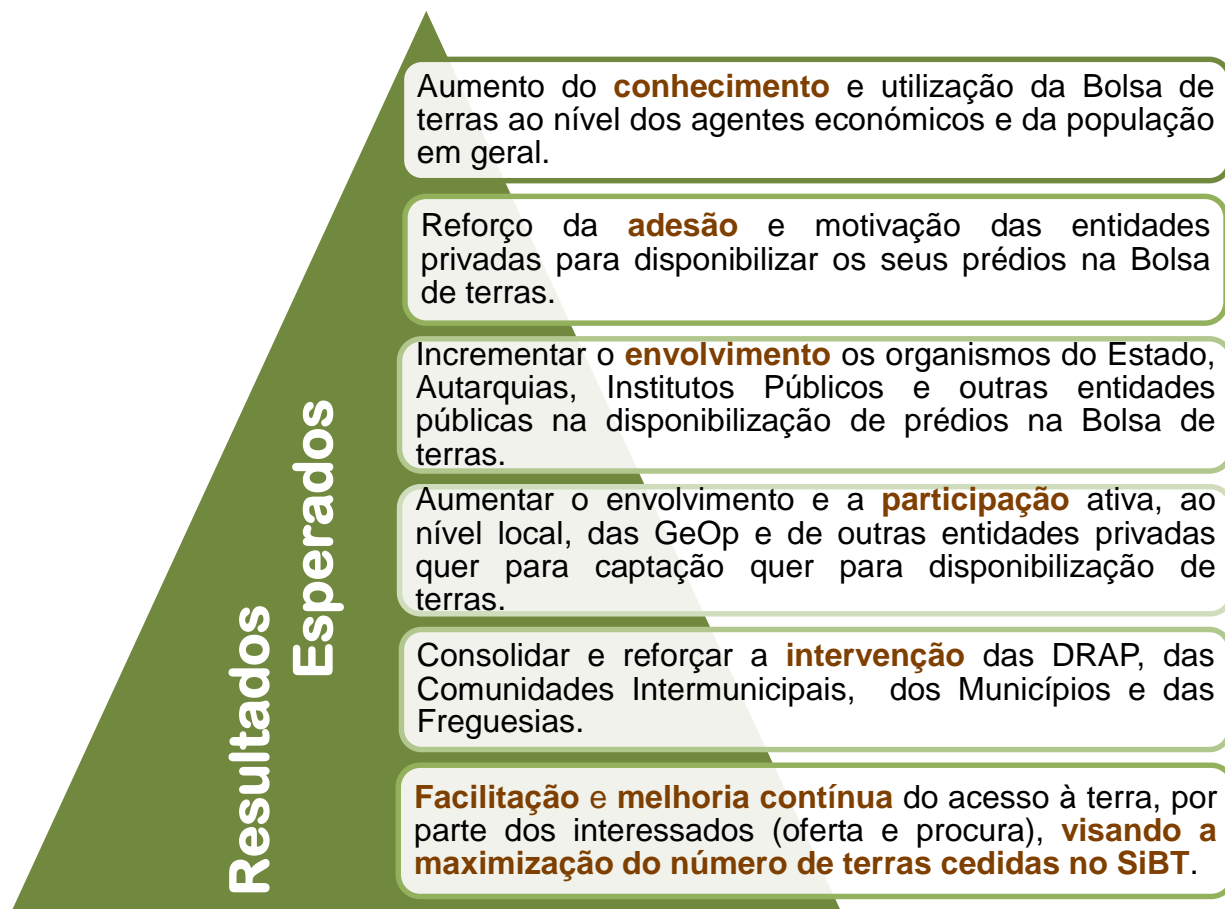 Aumento do conhecimento e utilização da Bolsa de
terras ao nível dos agentes económicos e da população
em geral.
Reforço da adesão e motivação das entidades
privadas para disponibilizar os seus prédios na Bolsa
de terras.
Incrementar o envolvimento os organismos do Estado,
Autarquias, Institutos Públicos e outras entidades
públicas na disponibilização de prédios na Bolsa de
terras.
Aumentar o envolvimento e a participação ativa, ao
nível local, das GeOp e de outras entidades privadas
quer para captação quer para disponibilização de
terras.
Consolidar e reforçar a intervenção das DRAP, das
Comunidades Intermunicipais, dos Municípios e das
Freguesias.
Facilitação e melhoria contínua do acesso à terra, por
parte dos interessados (oferta e procura), visando a
maximização do número de terras cedidas no SiBT.
Resultados
Esperados